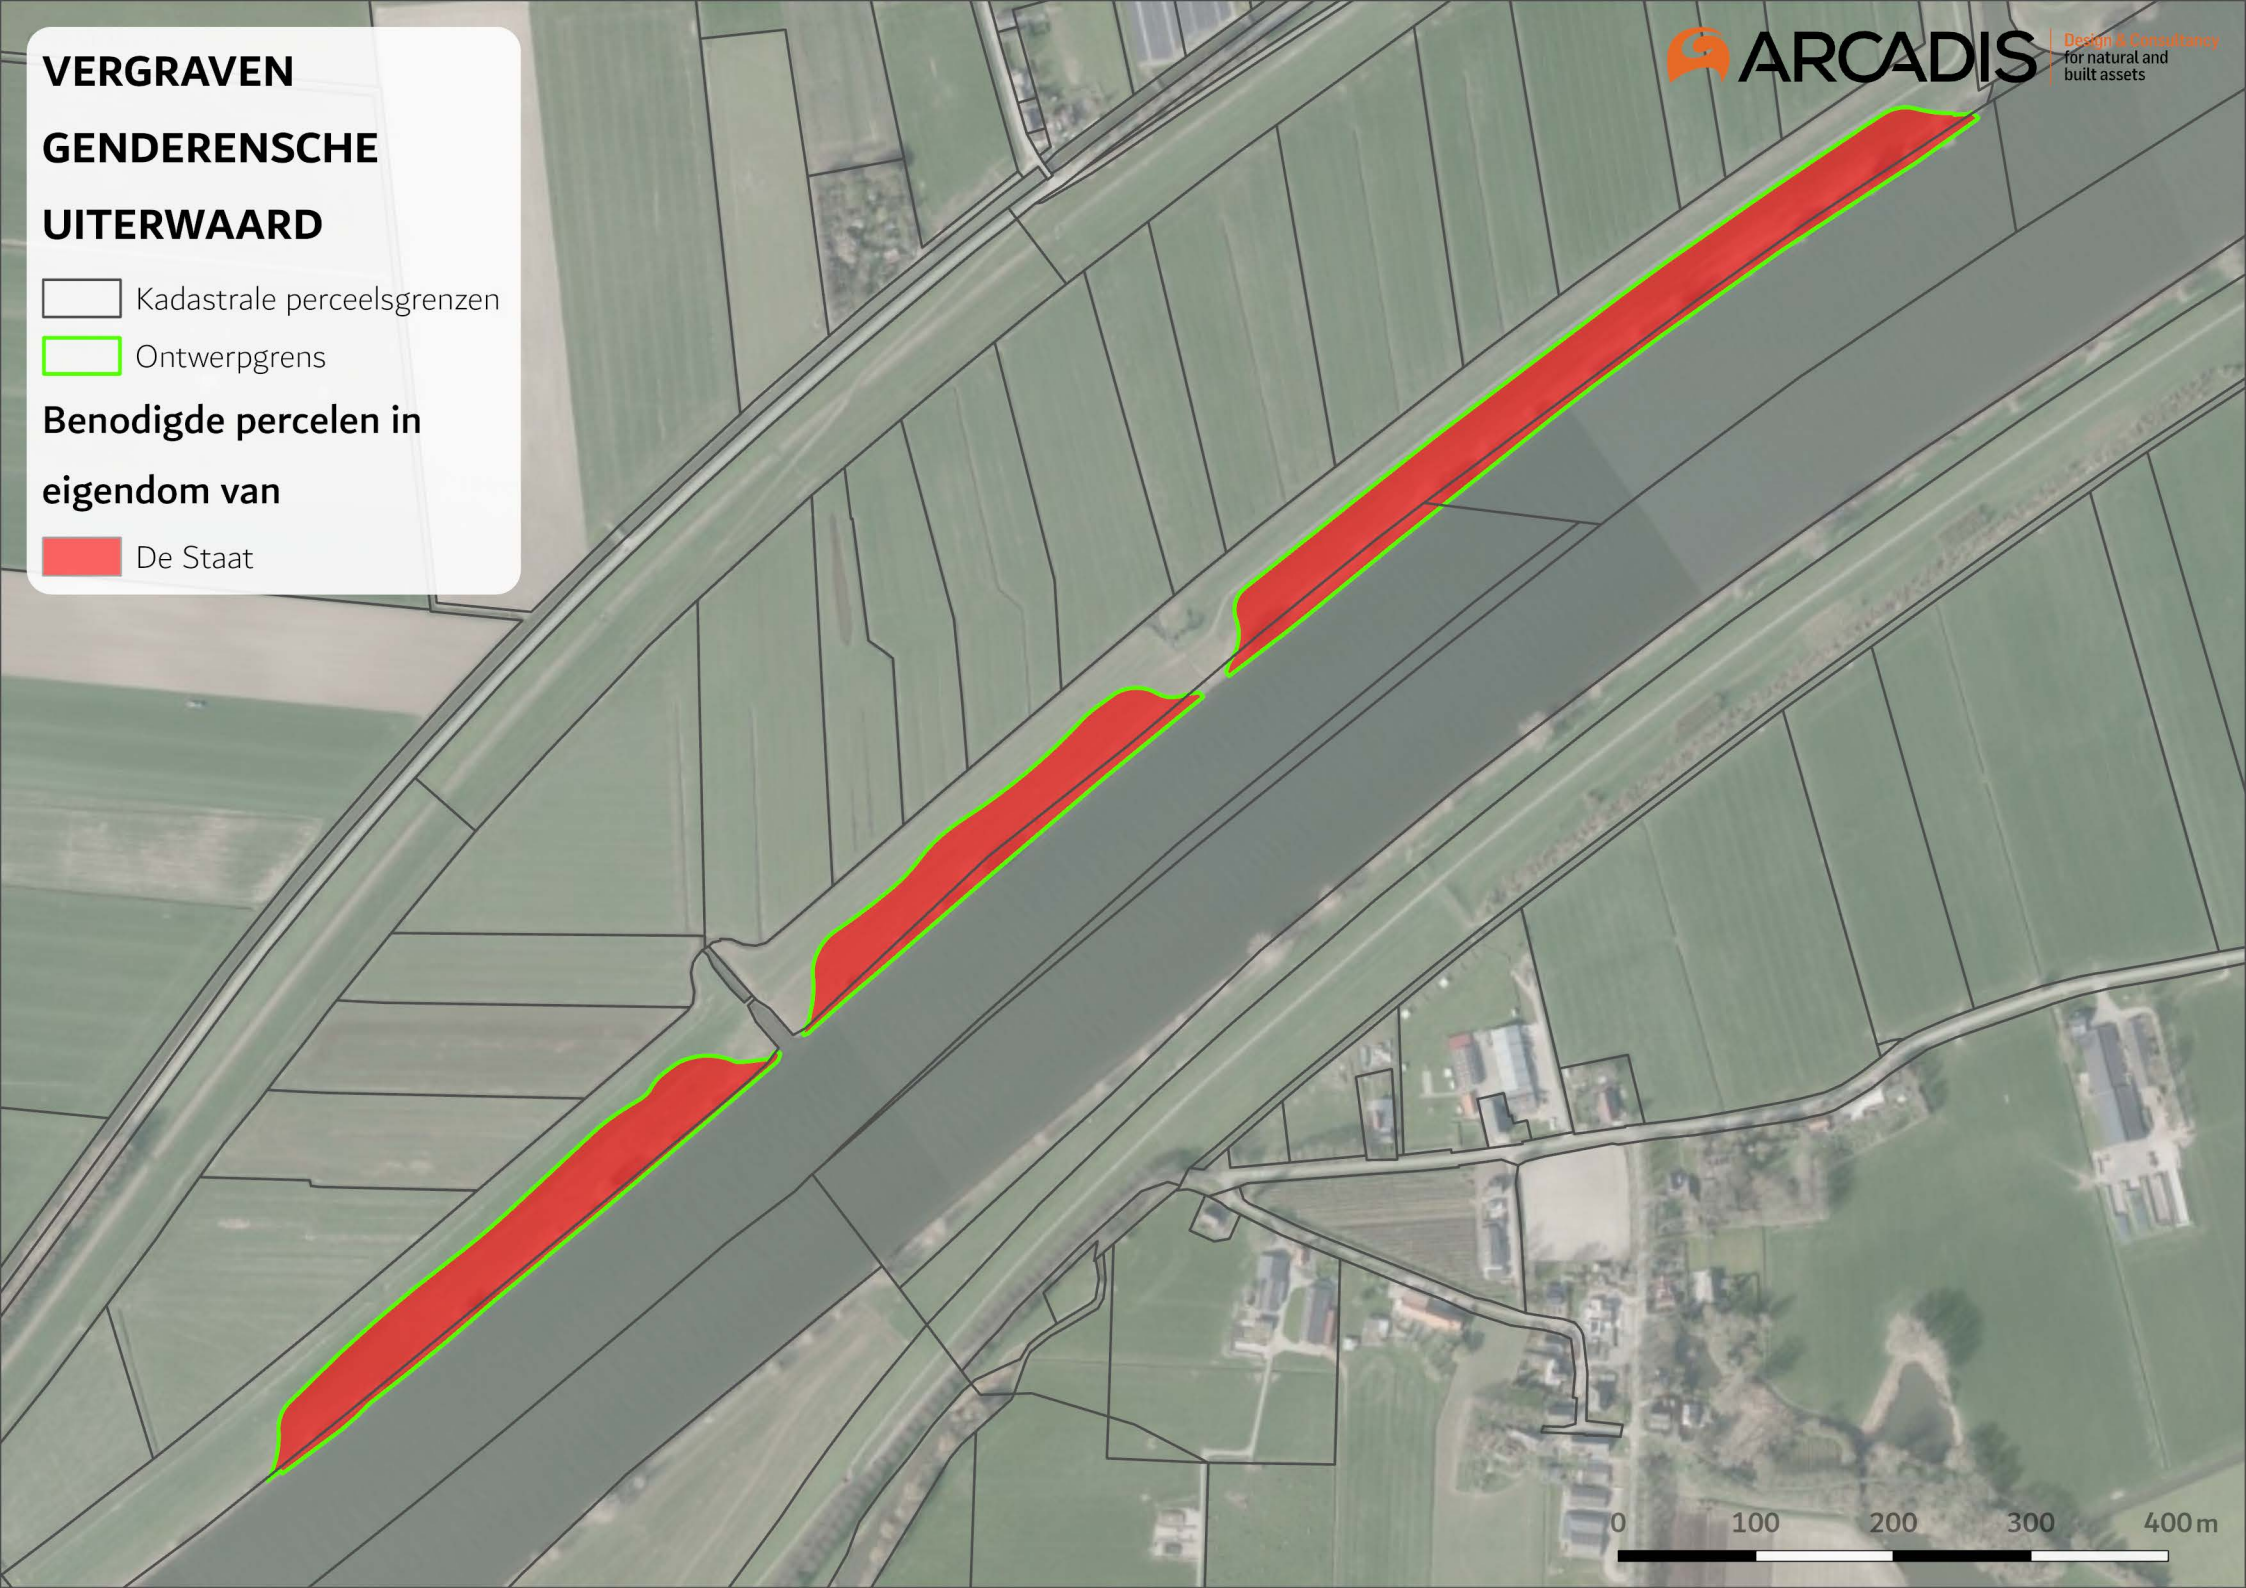 VERGRAVEN
GENDERENSCHE
UITERWAARD
Kadastrale perceelsgrenzen
Ontwerpgrens
Benodigde percelen in
eigendom van
De Staat
ARCADIS
Design & Consultancy
for natural and
built assets
0 100 200 300 400 m